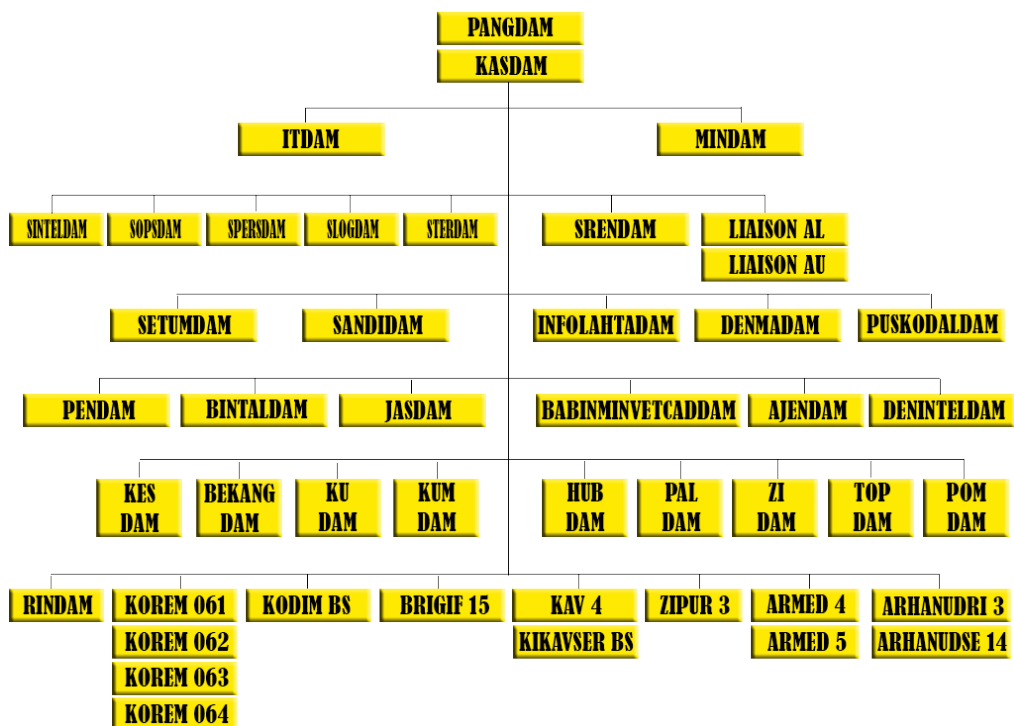 PANGDAM
KASDAM
ITDAM
MINDAM
SINTELDAM
SOPSDAM
SPERSDAM
SLOGDAM
STERDAM
SRENDAM
LIAISON AL
LIAISON AU
SETUMDAM
SANDIDAM
INFOLAHTADAM
DENMADAM
PUSKODALDAM
PENDAM
BINTALDAM
JASDAM
BABINMINVETCADDAM
AJENDAM
DENINTELDAM
KES
DAM
BEKANG
DAM
KU
DAM
KUM
DAM
HUB
DAM
PAL
DAM
ZI
DAM
TOP
DAM
POM
DAM
RINDAM
KOREM 061
KOREM 062
KOREM 063
KOREM 064
KODIM BS
BRIGIF 15
KAV 4
KIKAVSER BS
ZIPUR 3
ARMED 4
ARMED 5
ARHANUDRI 3
ARHANUDSE 14